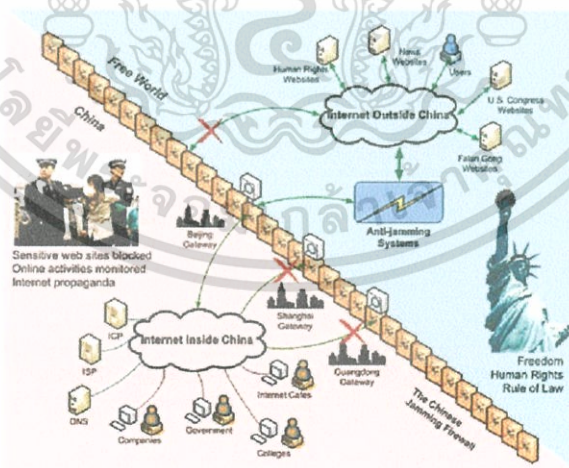 Free World
China
Human Rights
Websites
News
Websites
Users
U.S. Congress
Websites
Internet Outside China
Falan Gong
Websites
Anti-jamming
Systems
Beijing
Gateway
Sensitive web sites blocked
Online activities monitored
Internet propaganda
Shanghai
Gateway
Guangdong
Gateway
ICP
ISP
DNS
Internet Inside China
Companies
Government
Colleges
Internet Cafes
The Chinese
Jamming Firewall
Freedom
Human Rights
Rule of Law